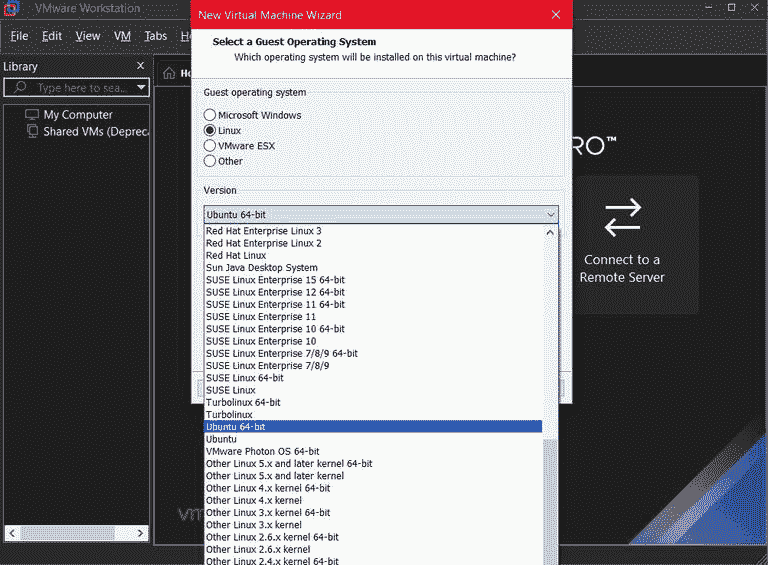 VMware Workstation
File Edit View VM Tabs
Library
Type here to sea...
My Computer
Shared VMs (Depreca
New Virtual Machine Wizard
Select a Guest Operating System
Which operating system will be installed on this virtual machine?
Guest operating system
Microsoft Windows
Linux
VMware ESX
Other
Version
Ubuntu 64-bit
Red Hat Enterprise Linux 3
Red Hat Enterprise Linux 2
Red Hat Linux
Sun Java Desktop System
SUSE Linux Enterprise 15 64-bit
SUSE Linux Enterprise 12 64-bit
SUSE Linux Enterprise 11 64-bit
SUSE Linux Enterprise 11
SUSE Linux Enterprise 10 64-bit
SUSE Linux Enterprise 10
SUSE Linux Enterprise 7/8/9 64-bit
SUSE Linux Enterprise 7/8/9
SUSE Linux 64-bit
SUSE Linux
Turbolinux 64-bit
Turbolinux
Ubuntu 64-bit
Ubuntu
VMware Photon OS 64-bit
Other Linux 5.x and later kernel 64-bit
Other Linux 5.x and later kernel
Other Linux 4.x kernel 64-bit
Other Linux 4.x kernel
Other Linux 3.x kernel 64-bit
Other Linux 3.x kernel
Other Linux 2.6.x kernel 64-bit
Other Linux 2.6.x kernel
Other Linux 2.4.x kernel 64-bit
RO™
Connect to a
Remote Server